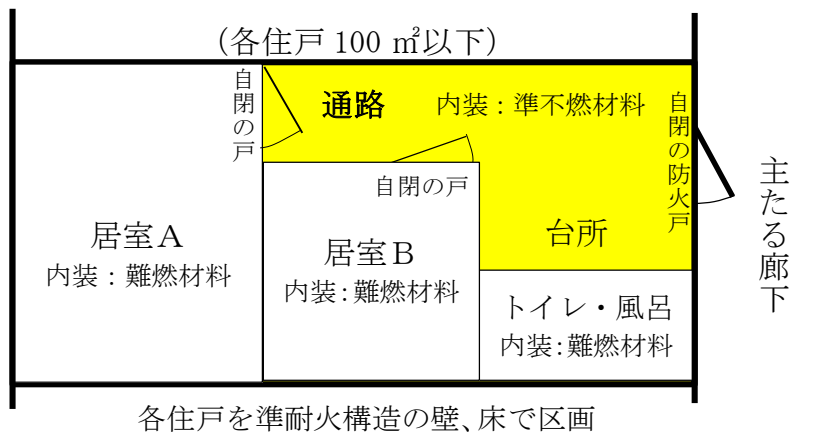 （各住戸 100 ㎡以下）
自閉の戸
通路
内装：準不燃材料
自閉の防火戸
主たる廊下
自閉の戸
居室Ａ
内装：難燃材料
居室Ｂ
内装：難燃材料
台所
トイレ・風呂
内装：難燃材料
各住戸を準耐火構造の壁、床で区画